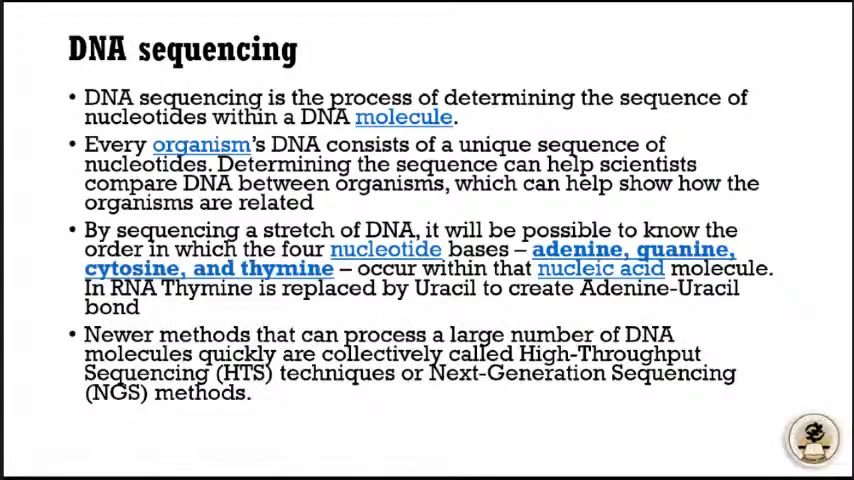 DNA sequencing
• DNA sequencing is the process of determining the sequence of
nucleotides within a DNA molecule.
• Every organism's DNA consists of a unique sequence of
nucleotides. Determining the sequence can help scientists
compare DNA between organisms, which can help show how the
organisms are related
• By sequencing a stretch of DNA, it will be possible to know the
order in which the four nucleotide bases – adenine, guanine,
cytosine, and thymine – occur within that nucleic acid molecule.
In RNA Thymine is replaced by Uracil to create Adenine-Uracil
bond
• Newer methods that can process a large number of DNA
molecules quickly are collectively called High-Throughput
Sequencing (HTS) techniques or Next-Generation Sequencing
(NGS) methods.